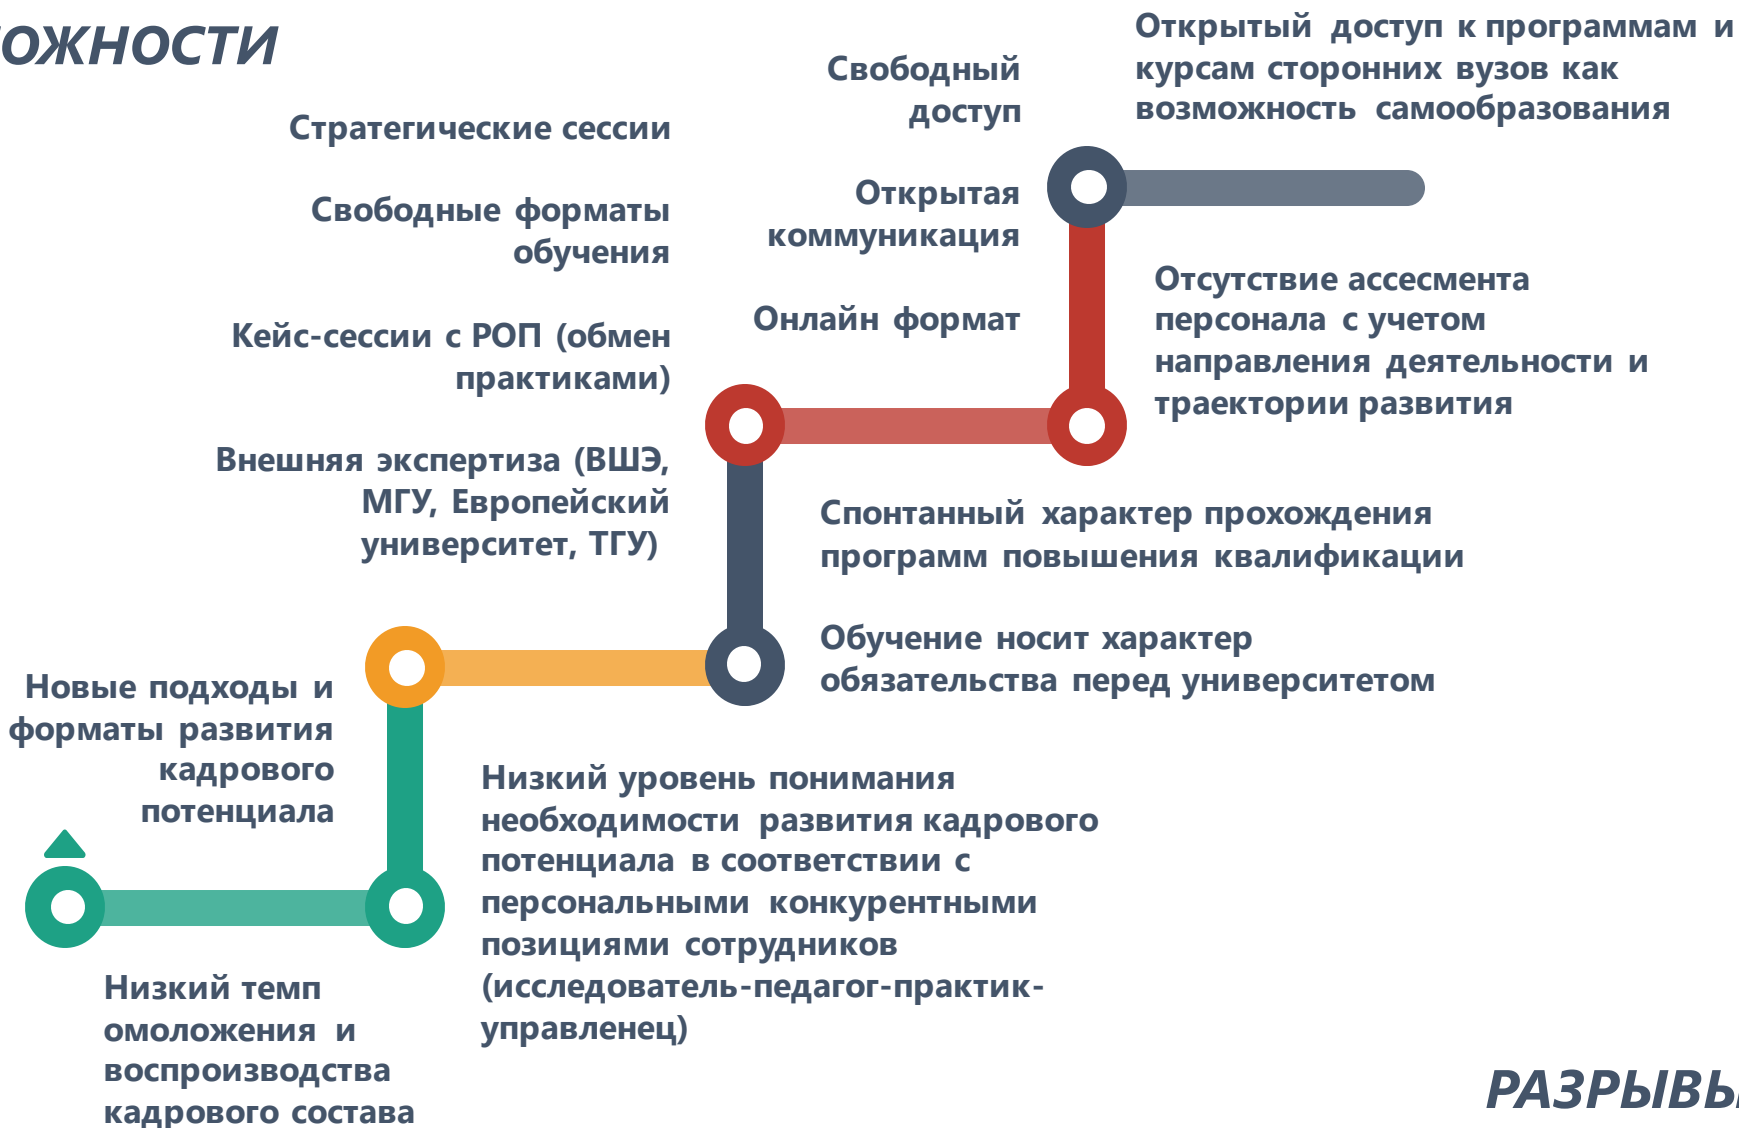 ОЖНОСТИ
Открытый доступ к программам и
курсам сторонних вузов как
возможность самообразования
Свободный
доступ
Открытая
коммуникация
Онлайн формат
Стратегические сессии
Свободные форматы
обучения
Кейс-сессии с РОП (обмен
практиками)
Внешняя экспертиза (ВШЭ,
МГУ, Европейский
университет, ТГУ)
Отсутствие ассесмента
персонала с учетом
направления деятельности и
траектории развития
Спонтанный характер прохождения
программ повышения квалификации
Обучение носит характер
обязательства перед университетом
Новые подходы и
форматы развития
кадрового
потенциала
Низкий уровень понимания
необходимости развития кадрового
потенциала в соответствии с
персональными конкурентными
позициями сотрудников
(исследователь-педагог-практик-
управленец)
Низкий темп
омоложения и
воспроизводства
кадрового состава
РАЗРЫВЫ